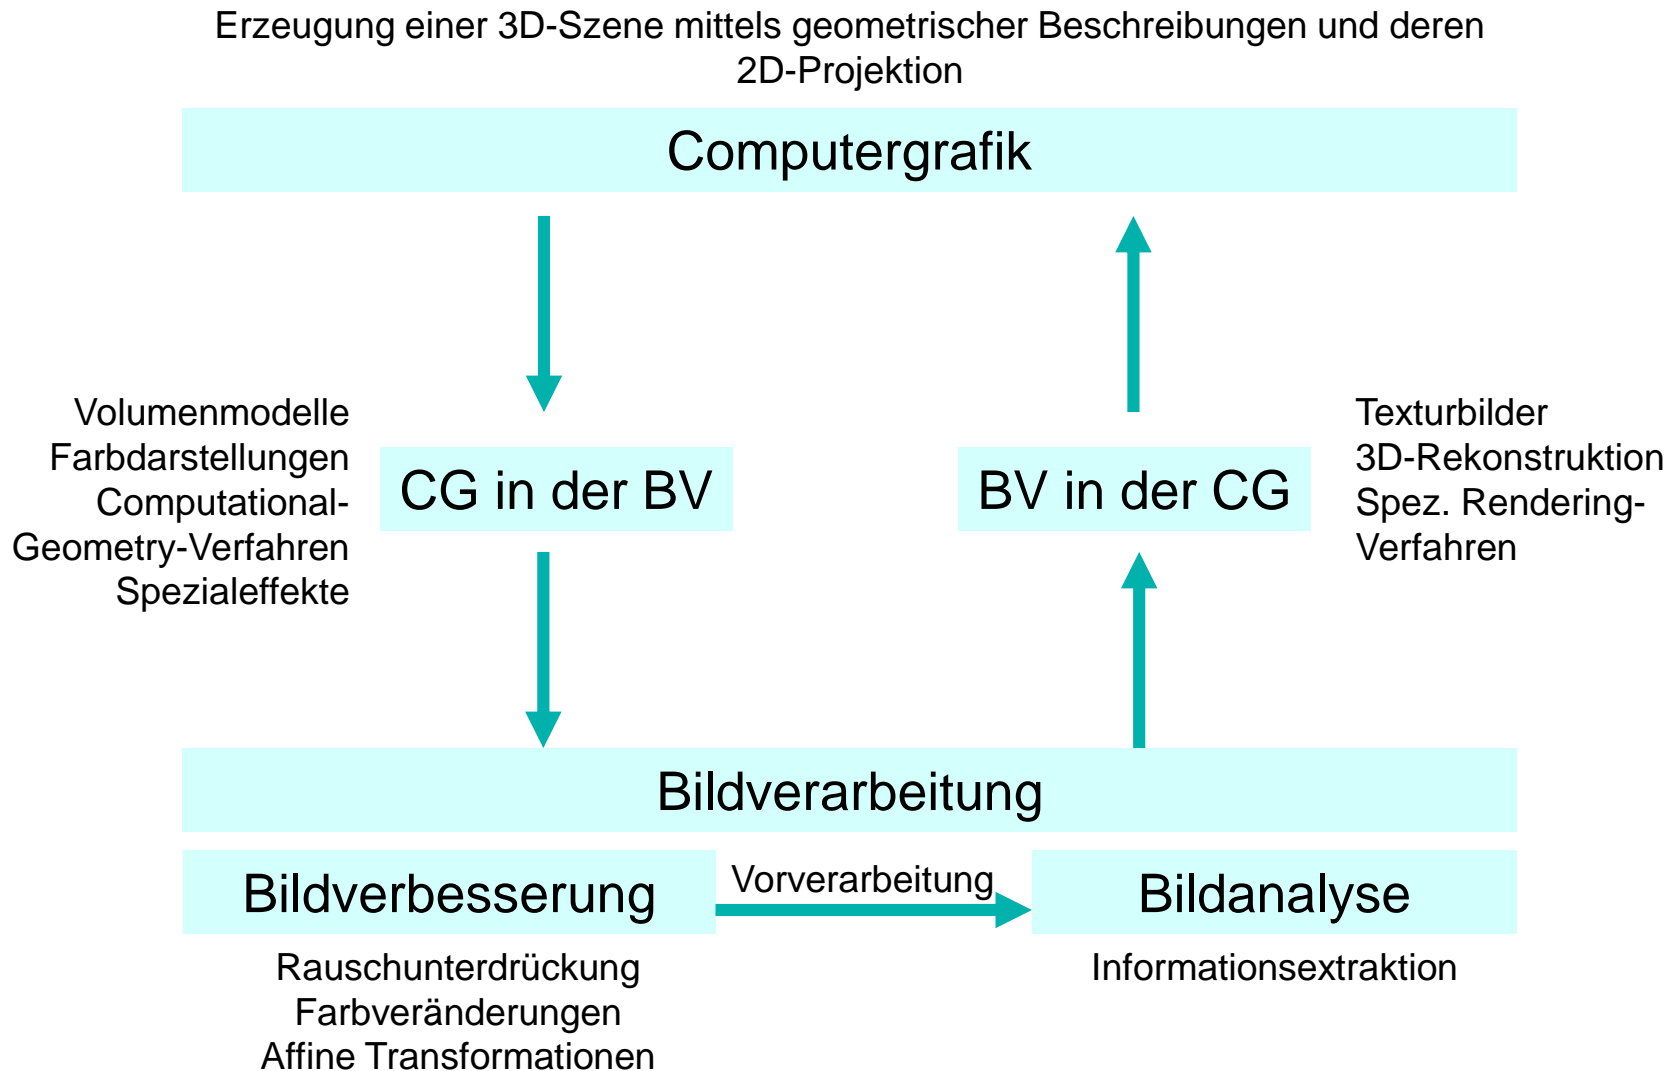 Erzeugung einer 3D-Szene mittels geometrischer Beschreibungen und deren
2D-Projektion
Computergrafik
Volumenmodelle
Farbdarstellungen
Computational-
Geometry-Verfahren
Spezialeffekte
CG in der BV
BV in der CG
Texturbilder
3D-Rekonstruktion
Spez. Rendering-
Verfahren
Bildverarbeitung
Bildverbesserung
Vorverarbeitung
Bildanalyse
Rauschunterdrückung
Farbveränderungen
Affine Transformationen
Informationsextraktion